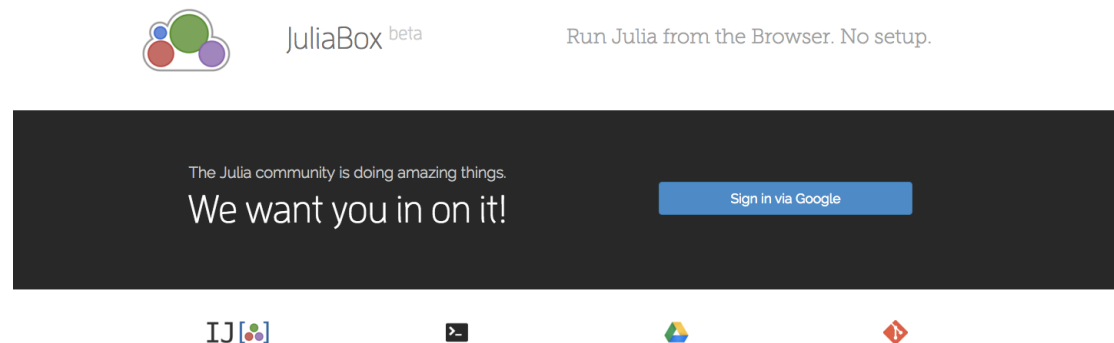 JuliaBox beta
Run Julia from the Browser. No setup.
The Julia community is doing amazing things.
We want you in on it!
Sign in via Google
IJ[]
>_